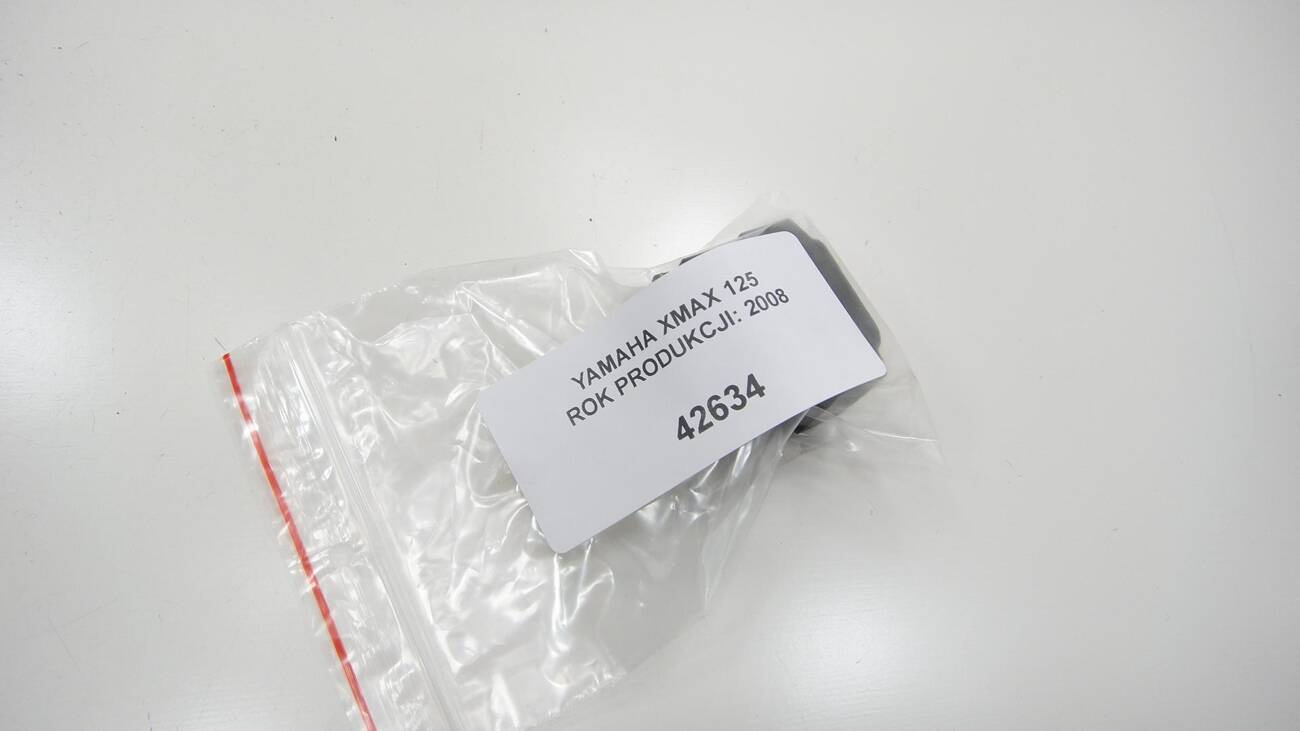 YAMAHA XMAX 125
ROK PRODUKCJI: 2008
42634